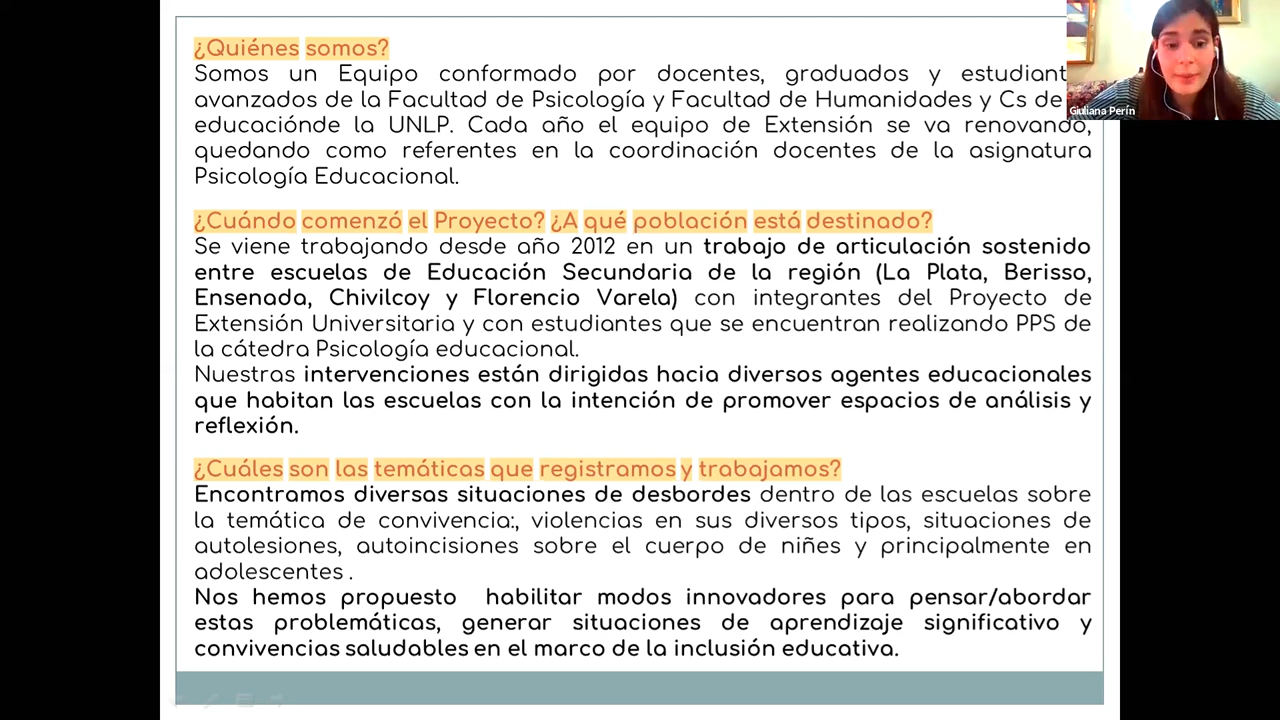 ¿Quiénes somos?
Somos un Equipo conformado por docentes, graduados y
avanzados de la Facultad de Psicología y Facultad de Humanidades y Cs de
educaciónde la UNLP. Cada año el equipo de Extensión se va renovando,
quedando como referentes en la coordinación docentes de la asignatura
Psicología Educacional.
¿Cuándo comenzó el Proyecto? ¿A qué población está destinado?
Se viene trabajando desde año 2012 en un trabajo de articulación sostenido
entre escuelas de Educación Secundaria de la región (La Plata, Berisso,
Ensenada, Chivilcoy y Florencio Varela) con integrantes del Proyecto de
Extensión Universitaria y con estudiantes que se encuentran realizando PPS de
la cátedra Psicología educacional.
Nuestras intervenciones están dirigidas hacia diversos agentes educacionales
que habitan las escuelas con la intención de promover espacios de análisis y
reflexión.
¿Cuáles son las temáticas que registramos y trabajamos?
Encontramos diversas situaciones de desbordes dentro de las escuelas sobre
la temática de convivencia:, violencias en sus diversos tipos, situaciones de
autolesiones, autoincisiones sobre el cuerpo de niñes y principalmente en
adolescentes .
Nos hemos propuesto habilitar modos innovadores para pensar/abordar
estas problemáticas, generar situaciones de aprendizaje significativo y
convivencias saludables en el marco de la inclusión educativa.
Giuliana Perín